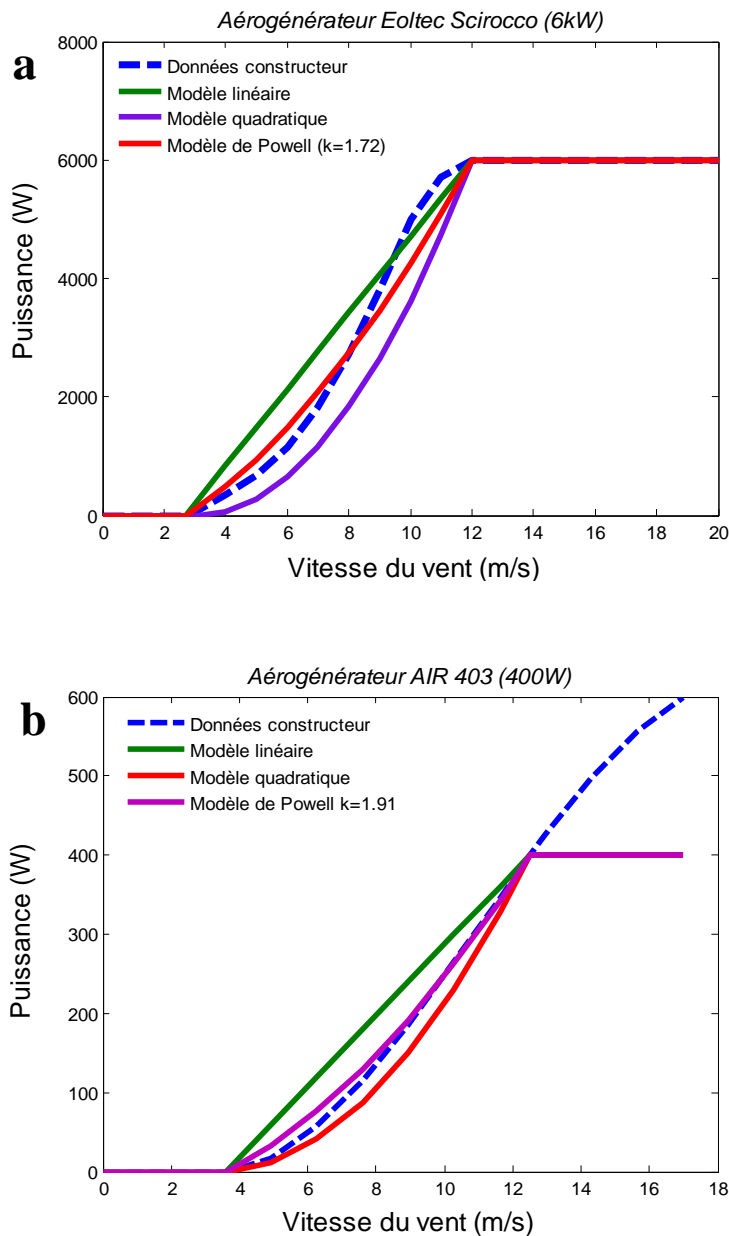 Aérogénérateur Eoltec Scirocco (6kW)
a
8000
6000
4000
2000
0
Données constructeur
Modèle linéaire
Modèle quadratique
Modèle de Powell (k=1.72)
Puissance (W)
0 2 4 6 8 10 12 14 16 18 20
Vitesse du vent (m/s)
Aérogénérateur AIR 403 (400W)
b
600
500
400
300
200
100
0
Données constructeur
Modèle linéaire
Modèle quadratique
Modèle de Powell k=1.91
Puissance (W)
0 2 4 6 8 10 12 14 16 18
Vitesse du vent (m/s)